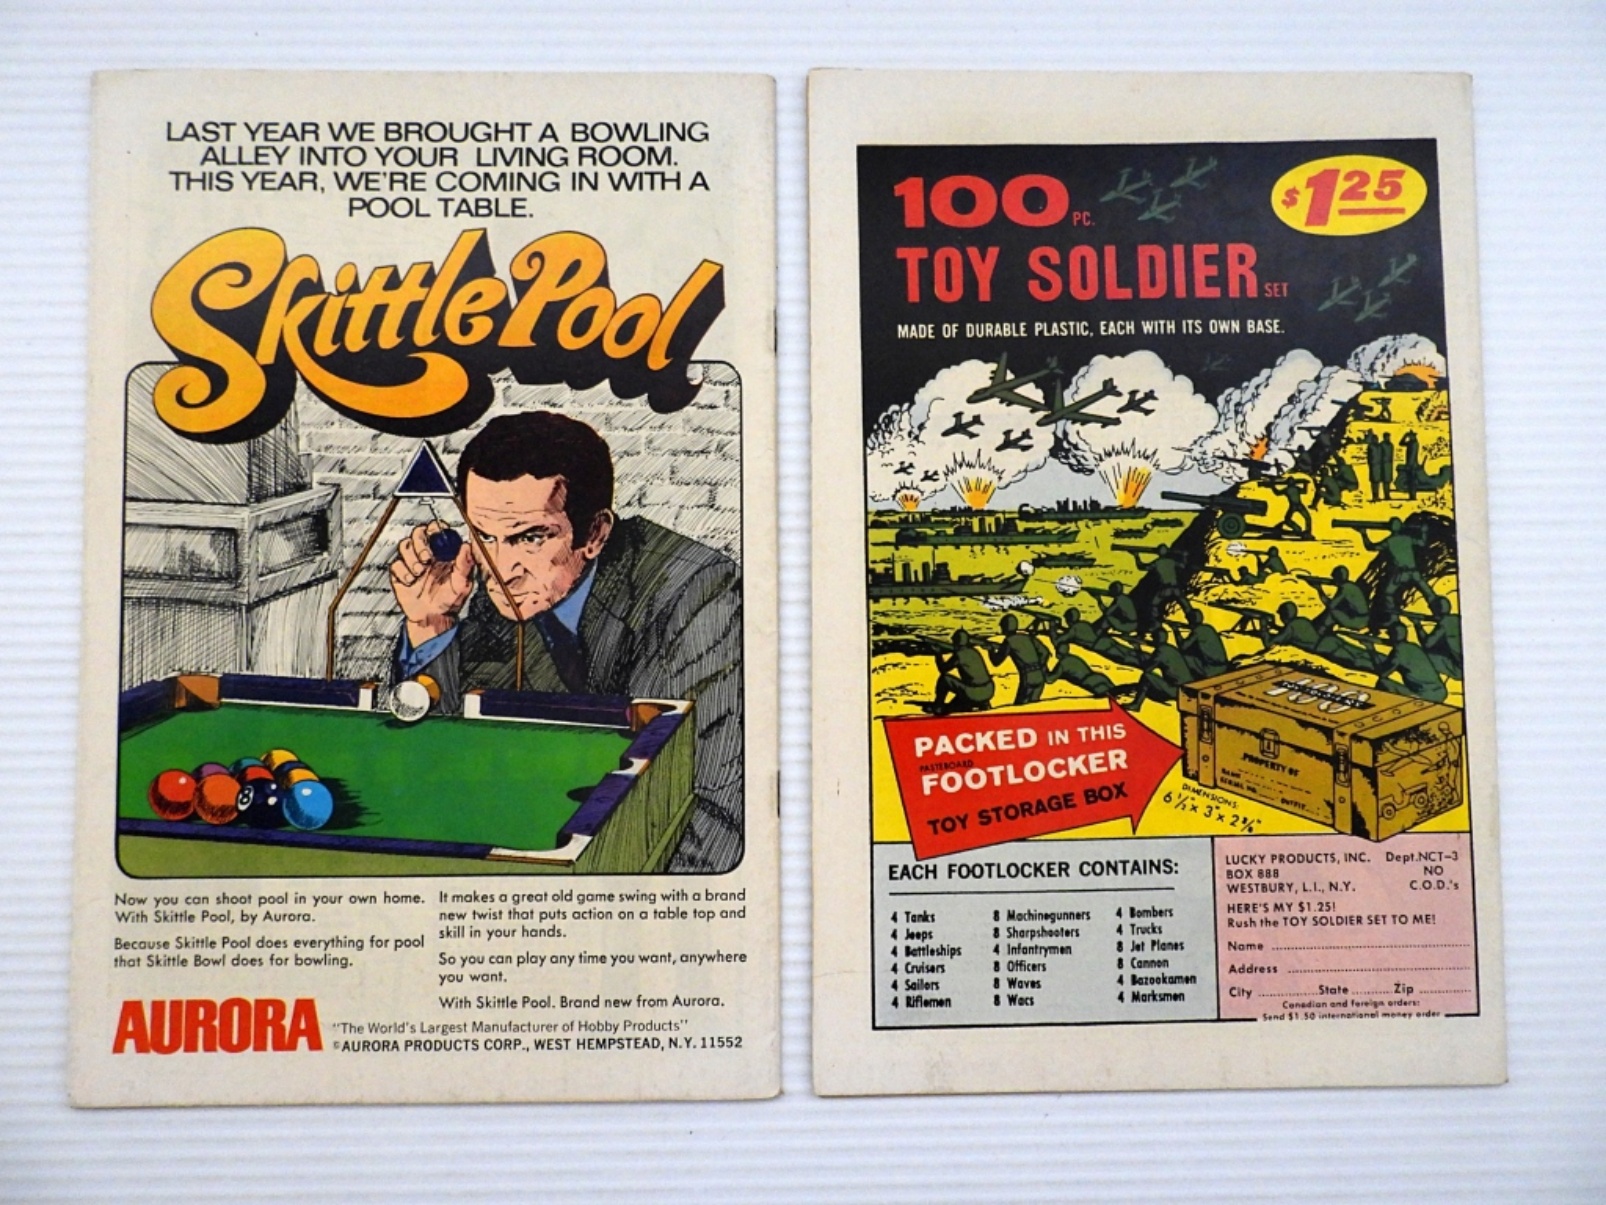 LAST YEAR WE BROUGHT A BOWLING
ALLEY INTO YOUR LIVING ROOM.
THIS YEAR, WE'RE COMING IN WITH A
POOL TABLE.
Skittle Pool
8
Now you can shoot pool in your own home.
With Skittle Pool, by Aurora.
Because Skittle Pool does everything for pool
that Skittle Bowl does for bowling.
It makes a great old game swing with a brand
new twist that puts action on a table top and
skill in your hands.
So you can play any time you want, anywhere
you want.
With Skittle Pool. Brand new from Aurora.
AURORA
"The World's Largest Manufacturer of Hobby Products"
©AURORA PRODUCTS CORP., WEST HEMPSTEAD, N.Y. 11552
100 PC.
TOY SOLDIER SET
$1.25
MADE OF DURABLE PLASTIC, EACH WITH ITS OWN BASE.
PACKED IN THIS
PASTEBOARD
FOOTLOCKER
TOY STORAGE BOX
100
PROPERTY OF
DIMENSIONS:
EACH FOOTLOCKER CONTAINS:
4 Tanks
4 Jeeps
4 Battleships
4 Cruisers
4 Sailors
4 Riflemen
8 Machinegunners
8 Sharpshooters
4 Infantrymen
8 Officers
8 Waves
8 Wacs
4 Bombers
4 Trucks
8 Jet Planes
8 Cannon
4 Bazookamen
4 Marksmen
LUCKY PRODUCTS, INC. Dept. NCT-3
BOX 888 NO
WESTBURY, L.I., N.Y. C.O.D.'s
HERE'S MY $1.25!
Rush the TOY SOLDIER SET TO ME!
Name
Address
City State Zip
Canadian and foreign orders:
Send $1.50 international money order